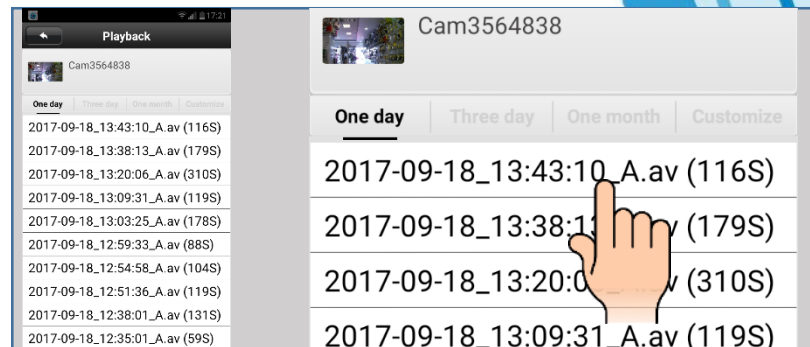 17:21
Playback
Cam3564838
One day Three day One month Customize
2017-09-18_13:43:10_A.av (116S)
2017-09-18_13:38:13_A.av (179S)
2017-09-18_13:20:06_A.av (310S)
2017-09-18_13:09:31_A.av (119S)
2017-09-18_13:03:25_A.av (178S)
2017-09-18_12:59:33_A.av (88S)
2017-09-18_12:54:58_A.av (104S)
2017-09-18_12:51:36_A.av (119S)
2017-09-18_12:38:01_A.av (131S)
2017-09-18_12:35:01_A.av (59S)
Cam3564838
One day Three day One month Customize
2017-09-18_13:43:10_A.av (116S)
2017-09-18_13:38:13 (179S)
2017-09-18_13:20:0 (310S)
2017-09-18_13:09:31_A.av (119S)